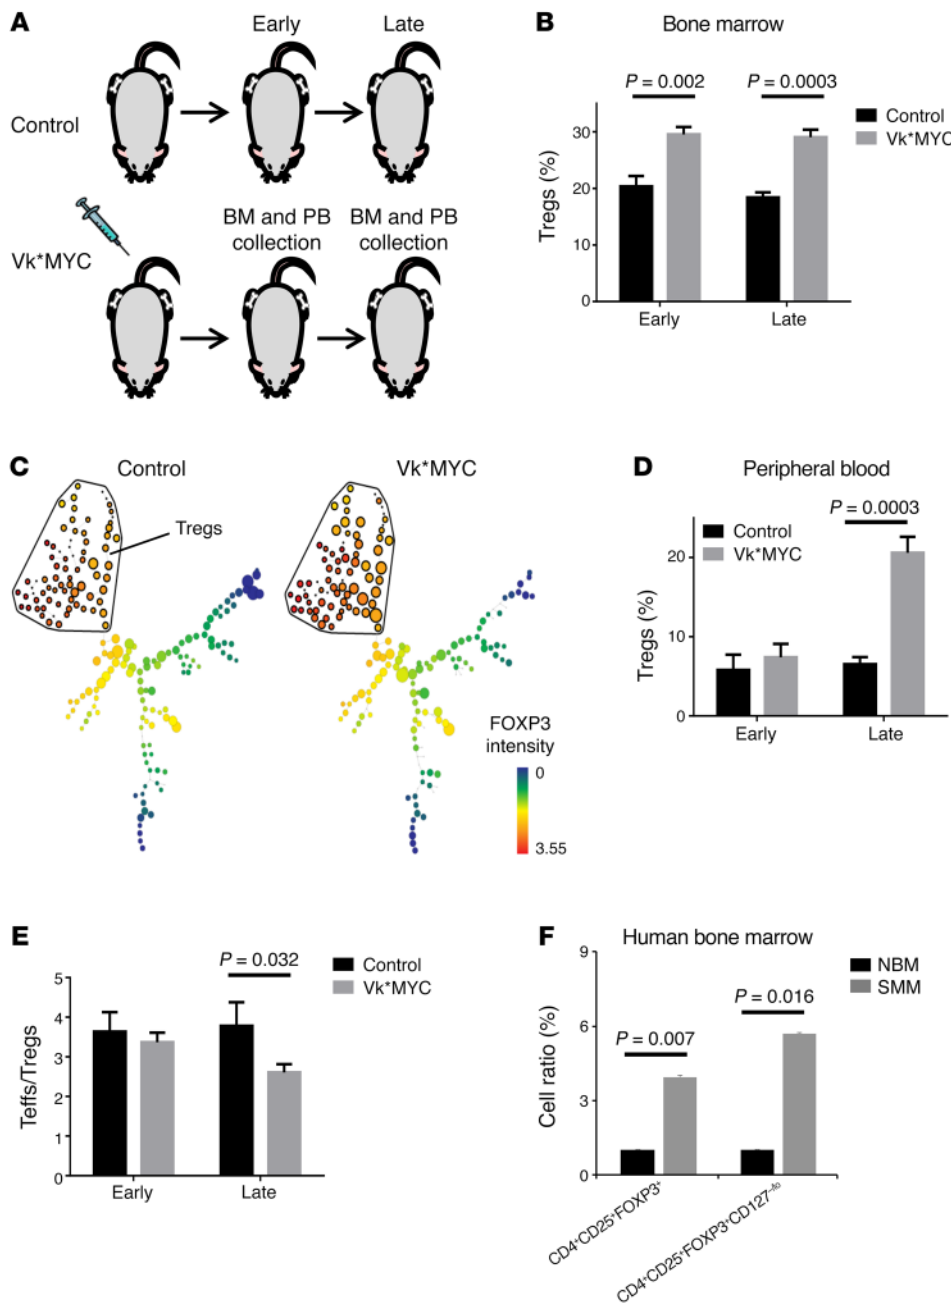 A
Early
Late
Control
BM and PB
collection
BM and PB
collection
Vk*MYC
B
Bone marrow
P = 0.002
P = 0.0003
Control
Vk*MYC
Tregs (%)
30
20
10
0
Early
Late
C
Control
Vk*MYC
Tregs
FOXP3
intensity
0
3.55
D
Peripheral blood
P = 0.0003
Control
Vk*MYC
Tregs (%)
20
10
0
Early
Late
E
P = 0.032
Control
Vk*MYC
Teffs/Tregs
5
4
3
2
1
0
Early
Late
F
Human bone marrow
NBM
SMM
P = 0.007
P = 0.016
Cell ratio (%)
9
6
3
0
CD4⁺CD25⁺FOXP3⁺
CD4⁺CD25⁺FOXP3⁺CD127⁻/ˡᵒ